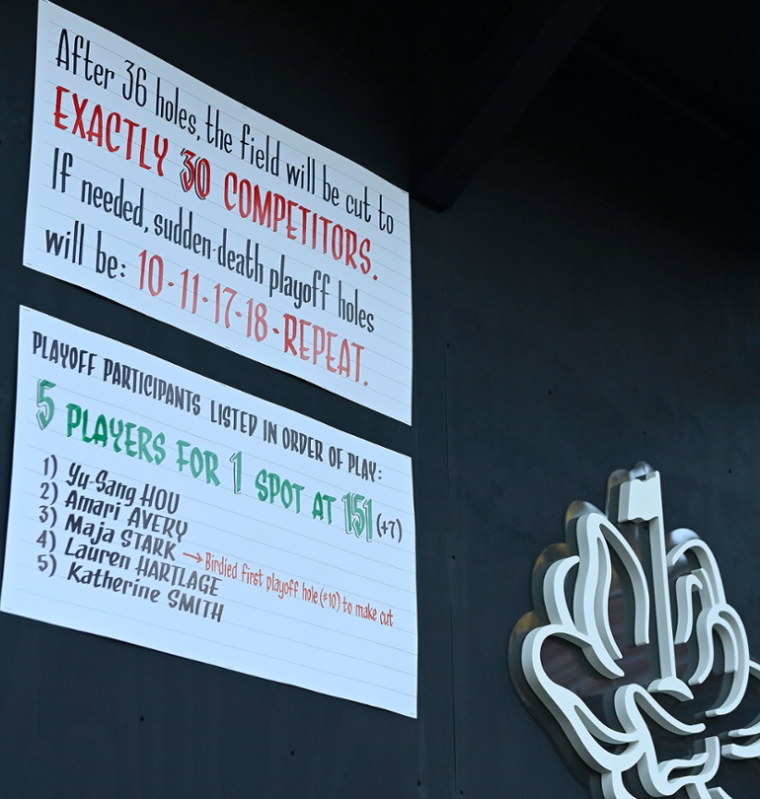 After 36 holes, the field will be cut to
EXACTLY 30 COMPETITORS.
If needed, sudden-death playoff holes
will be: 10-11-17-18-REPEAT.
PLAYOFF PARTICIPANTS LISTED IN ORDER OF PLAY:
5 PLAYERS FOR 1 SPOT AT 151 (+7)
1) Yu-Sang HOU
2) Amari AVERY
3) Maja STARK → Birdied first playoff hole (#10) to make cut
4) Lauren HARTLAGE
5) Katherine SMITH